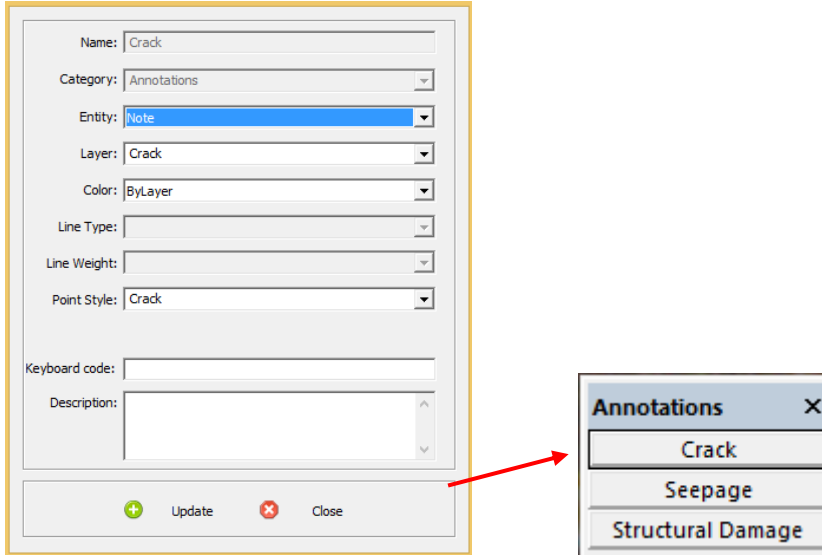 Name: Crack
Category: Annotations
Entity: Note
Layer: Crack
Color: ByLayer
Line Type:
Line Weight:
Point Style: Crack
Keyboard code:
Description:
Update Close
Annotations X
Crack
Seepage
Structural Damage